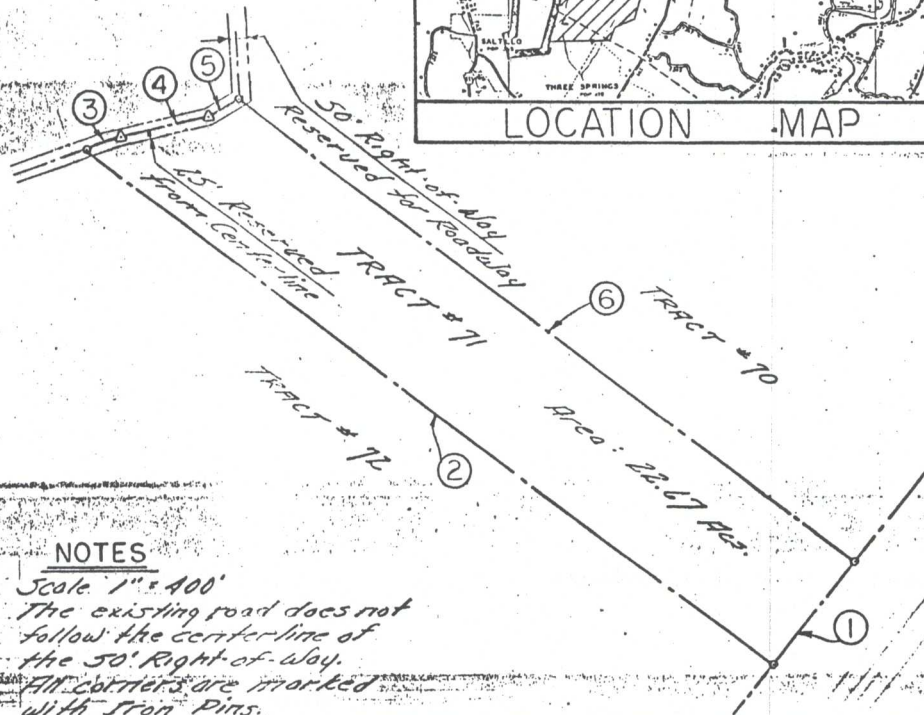 SALTILLO
THREE SPRINGS
LOCATION MAP
5
4
3
50' Right-of-Way
Reserved for Roadway
25' Reserved
from Centerline
TRACT #71
6
TRACT #70
TRACT #72
2
Area: 22.67 Acs.
1
NOTES
Scale 1" = 400'
The existing road does not
follow the centerline of
the 50' Right-of-Way.
All corners are marked
with Iron Pins.